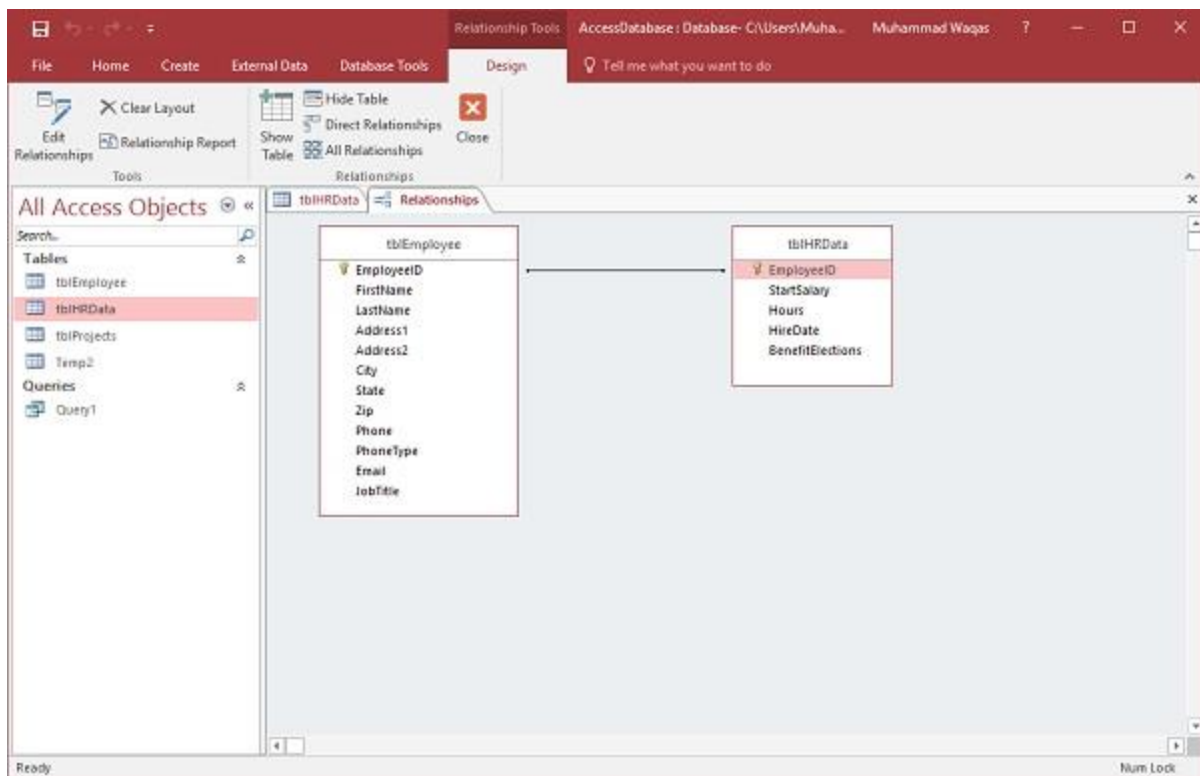 Relationship Tools AccessDatabase : Database- C:\Users\Muha... Muhammad Waqas ?
File Home Create External Data Database Tools Design Tell me what you want to do
Edit Relationships
Clear Layout
Relationship Report
Tools
Show Table
Hide Table
Direct Relationships
All Relationships
Close
Relationships
All Access Objects
Search...
Tables
tblEmployee
tblHRData
tblProjects
Temp2
Queries
Query1
tblHRData Relationships
tblEmployee
EmployeeID
FirstName
LastName
Address1
Address2
City
State
Zip
Phone
PhoneType
Email
JobTitle
tblHRData
EmployeeID
StartSalary
Hours
HireDate
BenefitElections
Ready Num Lock